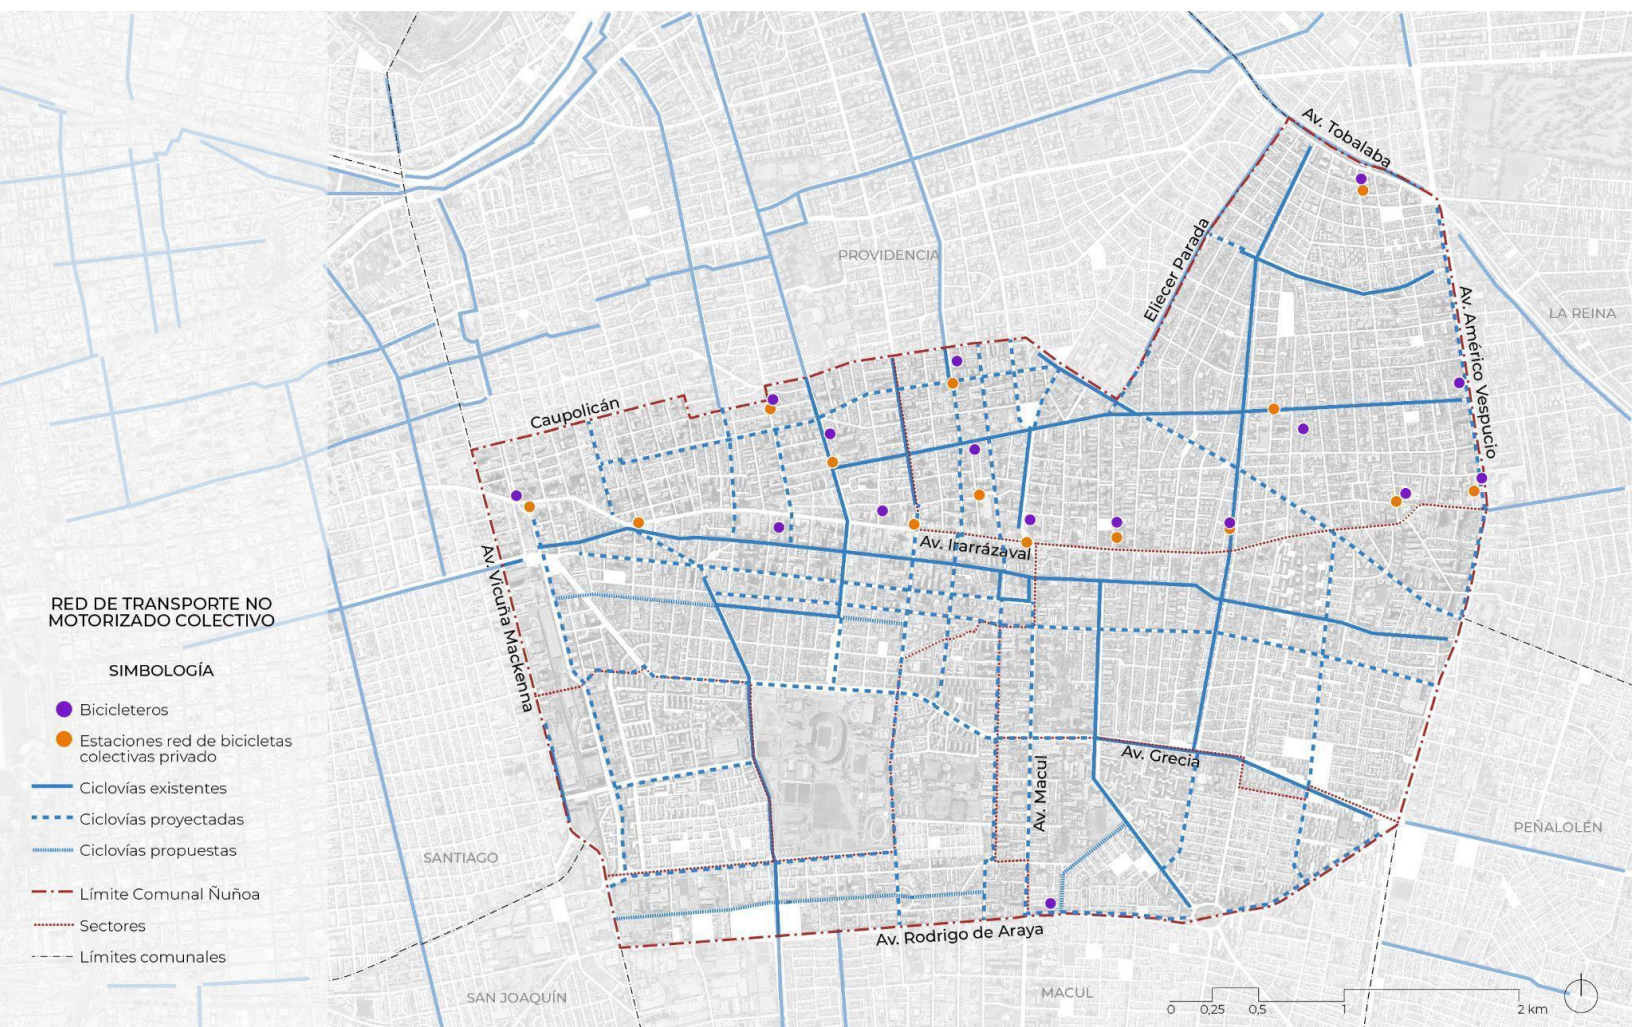 Av. Tobalaba
PROVIDENCIA
Eliecer Parada
LA REINA
Av. Américo Vespucio
Caupolicán
Av. Irarrázaval
Av. Vicuña Mackenna
RED DE TRANSPORTE NO
MOTORIZADO COLECTIVO
SIMBOLOGÍA
Bicicleteros
Estaciones red de bicicletas
colectivas privado
Ciclovías existentes
Ciclovías proyectadas
Ciclovías propuestas
Límite Comunal Ñuñoa
Sectores
Límites comunales
Av. Grecia
Av. Macul
PEÑALOLÉN
SANTIAGO
Av. Rodrigo de Araya
SAN JOAQUÍN
MACUL
0 0,25 0,5 1 2 km